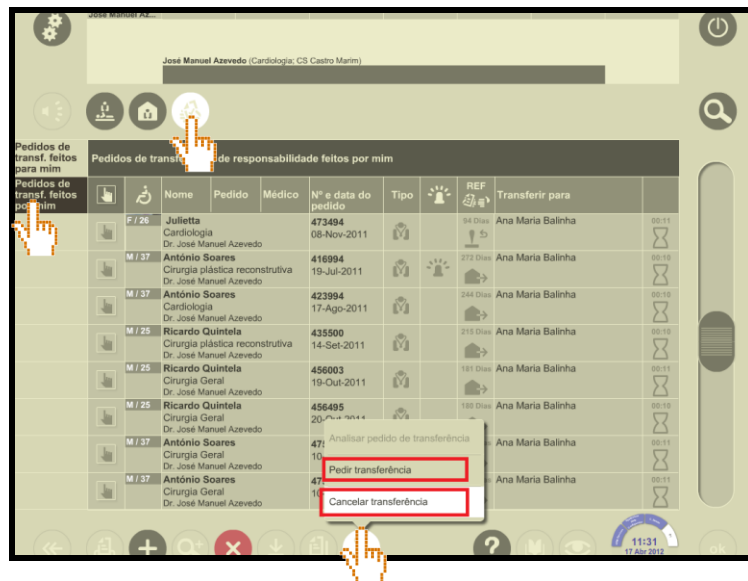 José Manuel Az...
José Manuel Azevedo (Cardiologia; CS Castro Marim)
Pedidos de
transf. feitos
para mim
Pedidos de
transf. feitos
por mim
Pedidos de de responsabilidade feitos por mim
Nome Pedido Médico Nº e data do
pedido Tipo REF Transferir para
F / 26 Julietta 473494 94 Dias Ana Maria Balinha 00:11
Cardiologia 08-Nov-2011
Dr. José Manuel Azevedo
M / 37 António Soares 416994 272 Dias Ana Maria Balinha 00:10
Cirurgia plástica reconstrutiva 19-Jul-2011
Dr. José Manuel Azevedo
M / 37 António Soares 423994 244 Dias Ana Maria Balinha 00:10
Cardiologia 17-Ago-2011
Dr. José Manuel Azevedo
M / 25 Ricardo Quintela 435500 215 Dias Ana Maria Balinha 00:10
Cirurgia plástica reconstrutiva 14-Set-2011
Dr. José Manuel Azevedo
M / 25 Ricardo Quintela 456003 181 Dias Ana Maria Balinha 00:11
Cirurgia Geral 19-Out-2011
Dr. José Manuel Azevedo
M / 25 Ricardo Quintela 456495 180 Dias Ana Maria Balinha 00:10
Cirurgia Geral 20-Out-2011
Dr. José Manuel Azevedo
M / 37 António Soares Ana Maria Balinha 00:11
Cirurgia Geral
Dr. José Manuel Azevedo
M / 37 António Soares Ana Maria Balinha 00:11
Cirurgia Geral
Dr. José Manuel Azevedo
Analisar pedido de transferência
Pedir transferência
Cancelar transferência
?
11:31
17 Abr 2012
ok